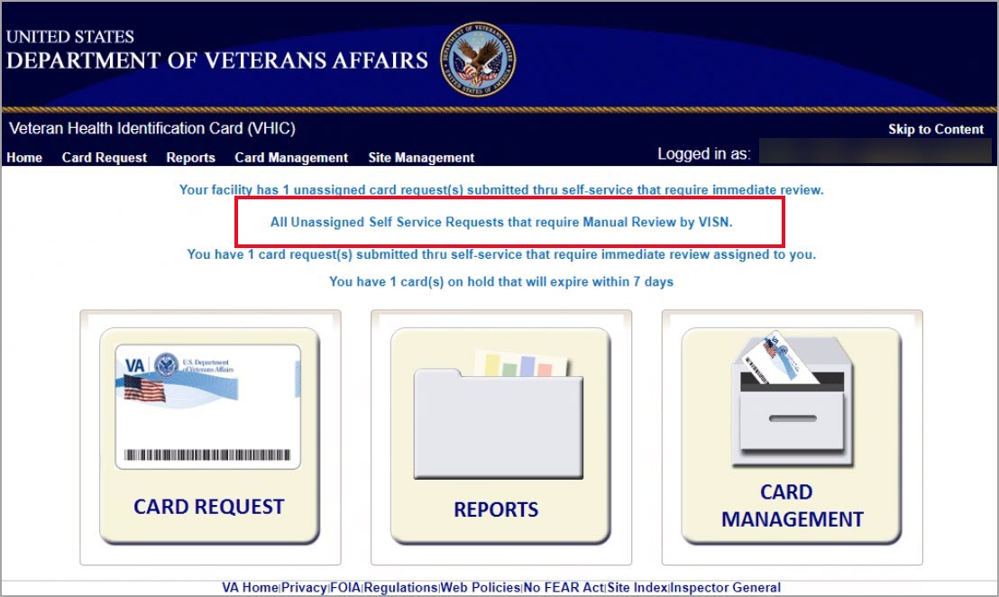 UNITED STATES
DEPARTMENT OF VETERANS AFFAIRS
Veteran Health Identification Card (VHIC)
Skip to Content
Home Card Request Reports Card Management Site Management
Logged in as:
Your facility has 1 unassigned card request(s) submitted thru self-service that require immediate review.
All Unassigned Self Service Requests that require Manual Review by VISN.
You have 1 card request(s) submitted thru self-service that require immediate review assigned to you.
You have 1 card(s) on hold that will expire within 7 days
VA
U.S. Department
of Veterans Affairs
CARD REQUEST
REPORTS
VA
CARD
MANAGEMENT
VA Home|Privacy|FOIA|Regulations|Web Policies|No FEAR Act|Site Index|Inspector General